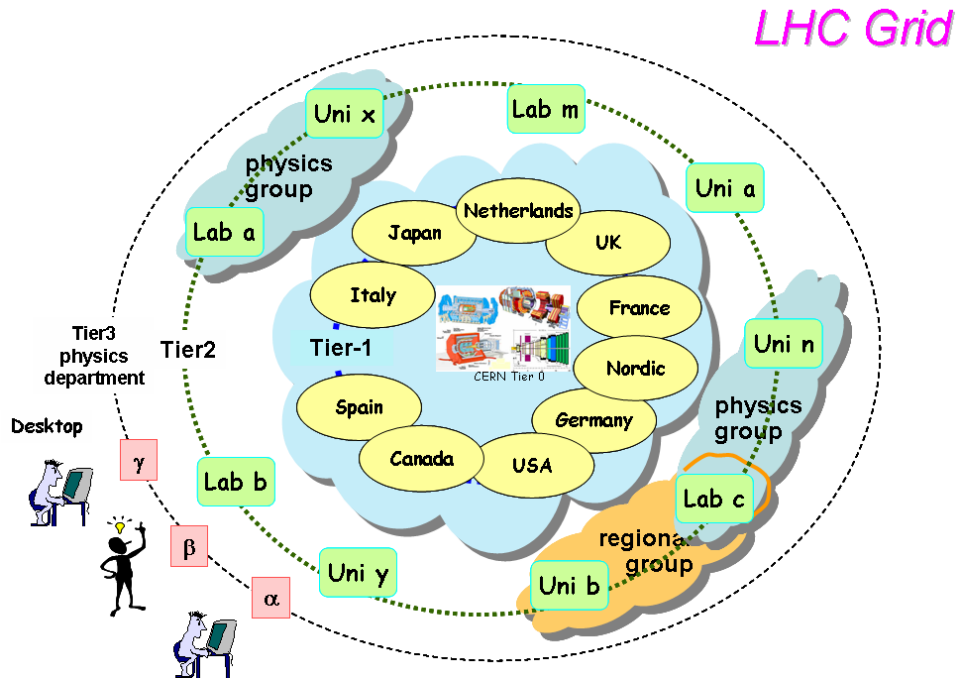 LHC Grid
Uni x
Lab m
physics
group
Uni a
Lab a
Netherlands
Japan
UK
Italy
France
Tier3
physics
department
Tier2
Tier-1
CERN Tier 0
Uni n
Nordic
Spain
Germany
physics
group
Desktop
γ
Canada
USA
Lab b
Lab c
β
regional
group
Uni y
Uni b
α